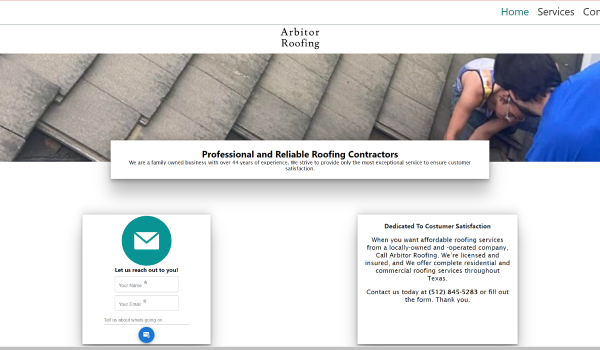 Home Services
Arbitor
Roofing
Professional and Reliable Roofing Contractors
We are a family owned business with over 44 years of experience. We strive to provide only the most exceptional service to ensure customer
satisfaction.
Let us reach out to you!
Your Name *
Your Email *
Tell us about whats going on
Dedicated To Costumer Satisfaction
When you want affordable roofing services
from a locally-owned and -operated company,
Call Arbitor Roofing. We're licensed and
insured, and We offer complete residential and
commercial roofing services throughout
Texas.
Contact us today at (512) 845-5283 or fill out
the form. Thank you.